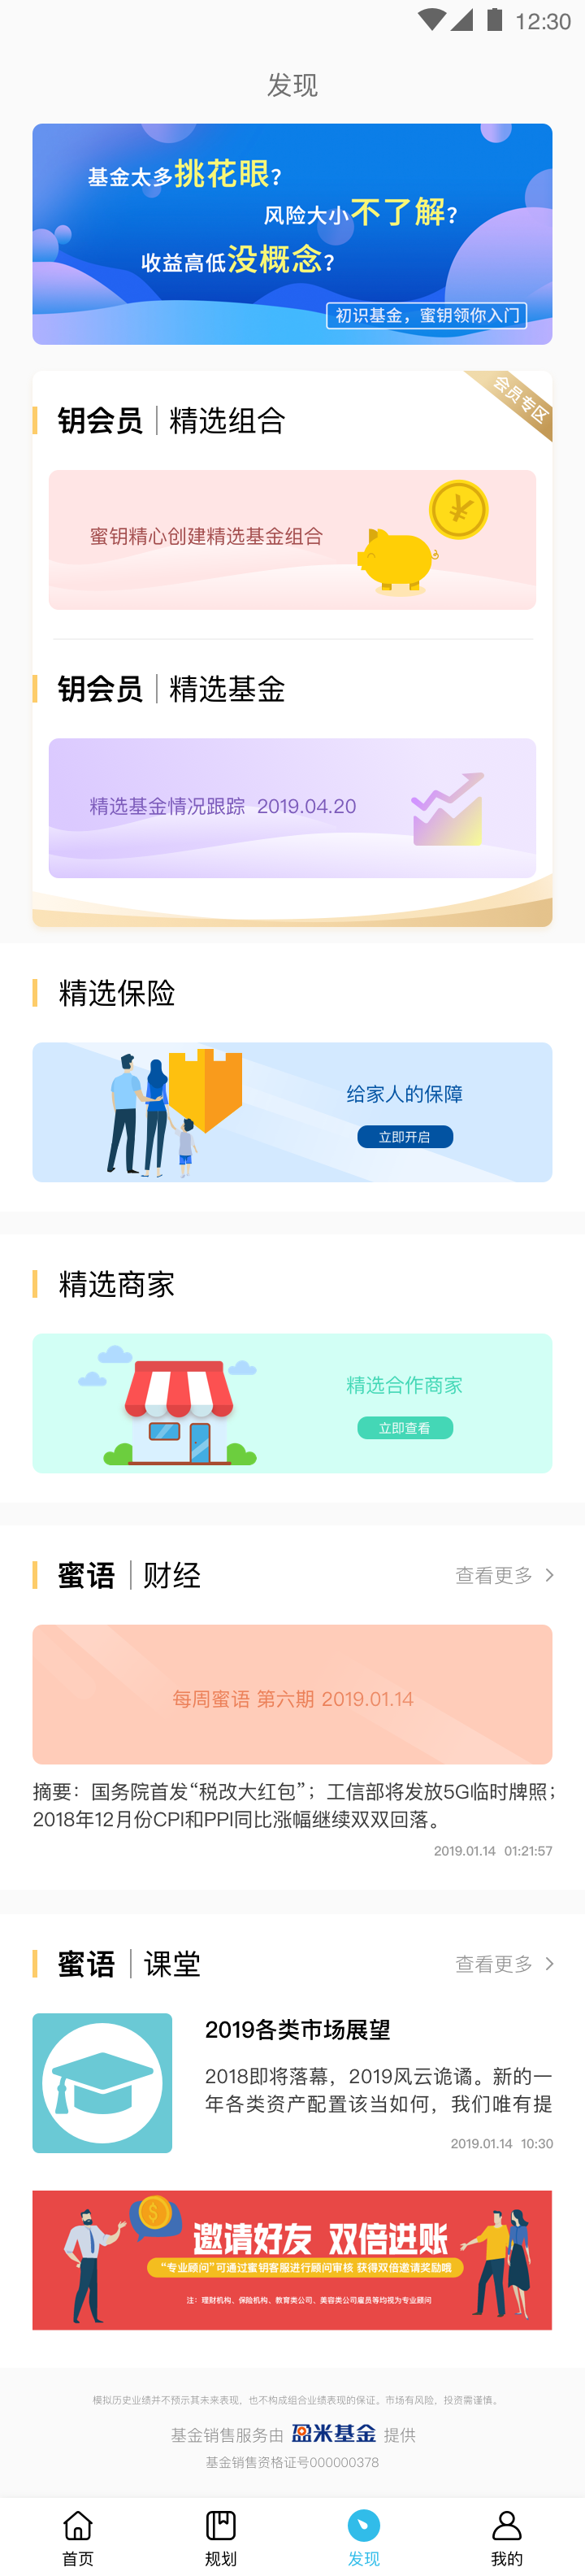 12:30
发现
基金太多挑花眼？
风险大小不了解？
收益高低没概念？
初识基金，蜜钥领你入门
会员专区
钥会员 | 精选组合
蜜钥精心创建精选基金组合
钥会员 | 精选基金
精选基金情况跟踪 2019.04.20
精选保险
给家人的保障
立即开启
精选商家
精选合作商家
立即查看
蜜语 | 财经
查看更多
每周蜜语 第六期 2019.01.14
摘要：国务院首发“税改大红包”；工信部将发放5G临时牌照；
2018年12月份CPI和PPI同比涨幅继续双双回落。
2019.01.14 01:21:57
蜜语 | 课堂
查看更多
2019各类市场展望
2018即将落幕，2019风云诡谲。新的一
年各类资产配置该当如何，我们唯有提
2019.01.14 10:30
邀请好友 双倍进账
“专业顾问”可通过蜜钥客服进行顾问审核 获得双倍邀请奖励哦
注：理财机构、保险机构、教育类公司、美容类公司雇员等均视为专业顾问
模拟历史业绩并不预示其未来表现，也不构成组合业绩表现的保证。市场有风险，投资需谨慎。
基金销售服务由 盈米基金 提供
基金销售资格证号000000378
首页
规划
发现
我的